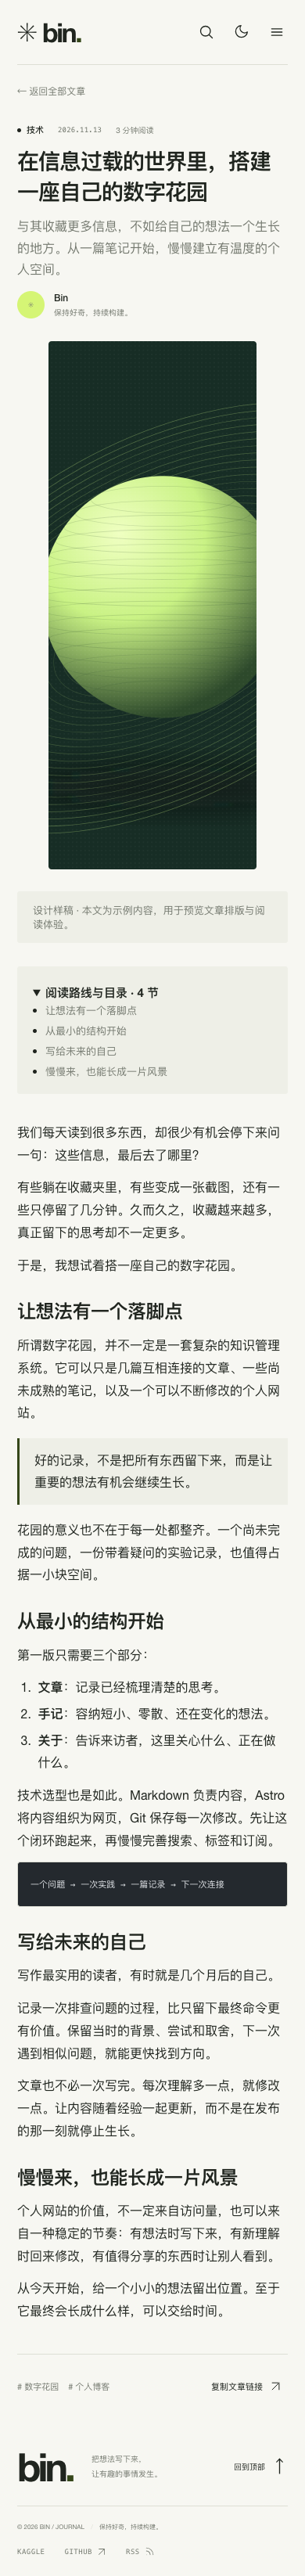 bin.
← 返回全部文章
技术 2026.11.13 3 分钟阅读
在信息过载的世界里，搭建
一座自己的数字花园
与其收藏更多信息，不如给自己的想法一个生长
的地方。从一篇笔记开始，慢慢建立有温度的个
人空间。
Bin
保持好奇，持续构建。
设计样稿 · 本文为示例内容，用于预览文章排版与阅
读体验。
▼ 阅读路线与目录 · 4 节
• 让想法有一个落脚点
• 从最小的结构开始
• 写给未来的自己
• 慢慢来，也能长成一片风景
我们每天读到很多东西，却很少有机会停下来问
一句：这些信息，最后去了哪里？
有些躺在收藏夹里，有些变成一张截图，还有一
些只停留了几分钟。久而久之，收藏越来越多，
真正留下的思考却不一定更多。
于是，我想试着搭一座自己的数字花园。
让想法有一个落脚点
所谓数字花园，并不一定是一套复杂的知识管理
系统。它可以只是几篇互相连接的文章、一些尚
未成熟的笔记，以及一个可以不断修改的个人网
站。
好的记录，不是把所有东西留下来，而是让
重要的想法有机会继续生长。
花园的意义也不在于每一处都整齐。一个尚未完
成的问题，一份带着疑问的实验记录，也值得占
据一小块空间。
从最小的结构开始
第一版只需要三个部分：
1. 文章：记录已经梳理清楚的思考。
2. 手记：容纳短小、零散、还在变化的想法。
3. 关于：告诉来访者，这里关心什么、正在做
什么。
技术选型也是如此。Markdown 负责内容，Astro
将内容组织为网页，Git 保存每一次修改。先让这
个闭环跑起来，再慢慢完善搜索、标签和订阅。
一个问题 → 一次实践 → 一篇记录 → 下一次连接
写给未来的自己
写作最实用的读者，有时就是几个月后的自己。
记录一次排查问题的过程，比只留下最终命令更
有价值。保留当时的背景、尝试和取舍，下一次
遇到相似问题，就能更快找到方向。
文章也不必一次写完。每次理解多一点，就修改
一点。让内容随着经验一起更新，而不是在发布
的那一刻就停止生长。
慢慢来，也能长成一片风景
个人网站的价值，不一定来自访问量，也可以来
自一种稳定的节奏：有想法时写下来，有新理解
时回来修改，有值得分享的东西时让别人看到。
从今天开始，给一个小小的想法留出位置。至于
它最终会长成什么样，可以交给时间。
# 数字花园 # 个人博客 复制文章链接
bin.
把想法写下来，
让有趣的事情发生。
回到顶部
© 2026 BIN / JOURNAL · 保持好奇，持续构建。
KAGGLE GITHUB RSS